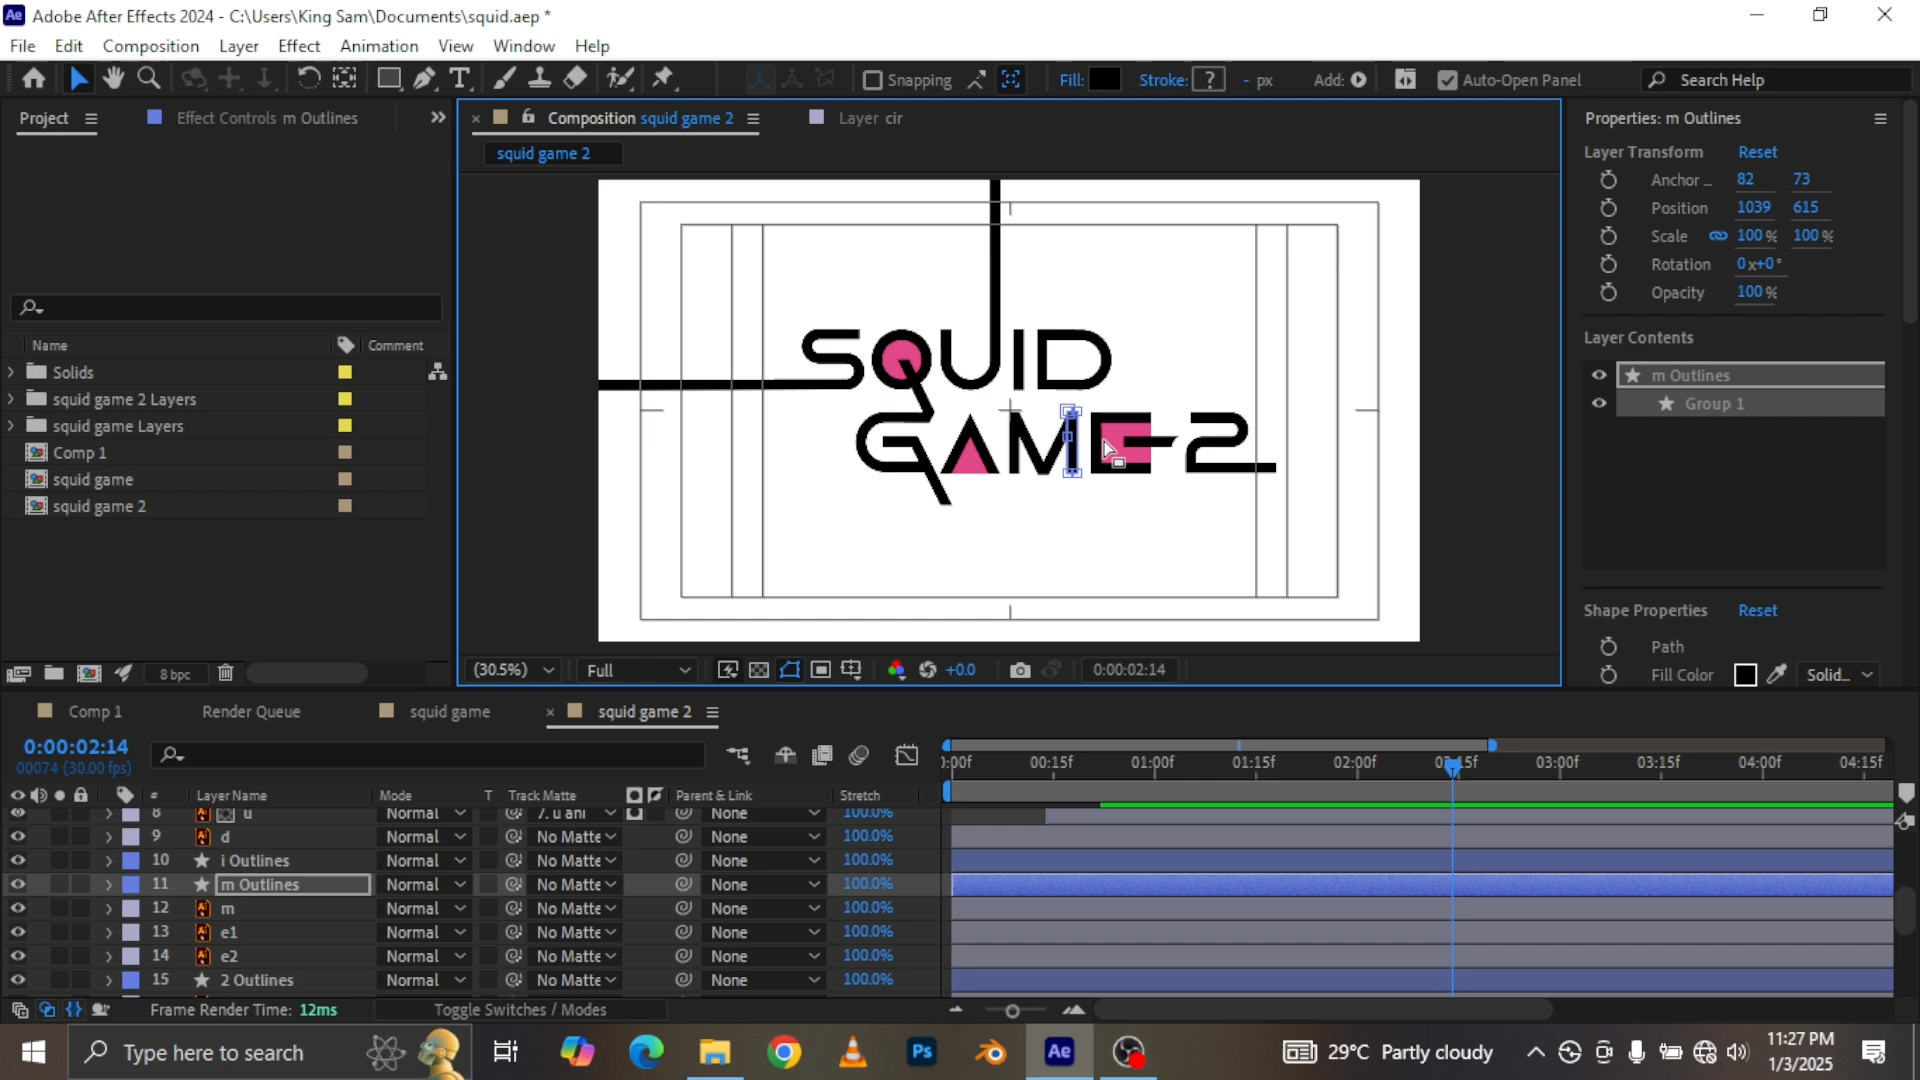 Adobe After Effects 2024 - C:\Users\King Sam\Documents\squid.aep *
File Edit Composition Layer Effect Animation View Window Help
Snapping Fill: Stroke: ? - px Add: Auto-Open Panel Search Help
Project Effect Controls m Outlines
Composition squid game 2 Layer cir
squid game 2
Properties: m Outlines
Layer Transform Reset
Anchor ... 82 73
Position 1039 615
Scale 100 % 100 %
Rotation 0x+0°
Opacity 100 %
Layer Contents
m Outlines
Group 1
Shape Properties Reset
Path
Fill Color Solid...
Name Comment
Solids
squid game 2 Layers
squid game Layers
Comp 1
squid game
squid game 2
8 bpc
SQUID
GAME 2
(30.5%) Full +0.0 0:00:02:14
Comp 1 Render Queue squid game squid game 2
0:00:02:14
00074 (30.00 fps)
:00f 00:15f 01:00f 01:15f 02:00f 02:15f 03:00f 03:15f 04:00f 04:15f
# Layer Name Mode T Track Matte Parent & Link Stretch
8 u Normal 7. u ani None 100.0%
9 d Normal No Matte None 100.0%
10 i Outlines Normal No Matte None 100.0%
11 m Outlines Normal No Matte None 100.0%
12 m Normal No Matte None 100.0%
13 e1 Normal No Matte None 100.0%
14 e2 Normal No Matte None 100.0%
15 2 Outlines Normal No Matte None 100.0%
Frame Render Time: 12ms Toggle Switches / Modes
Type here to search Ps Ae 29°C Partly cloudy 11:27 PM
1/3/2025